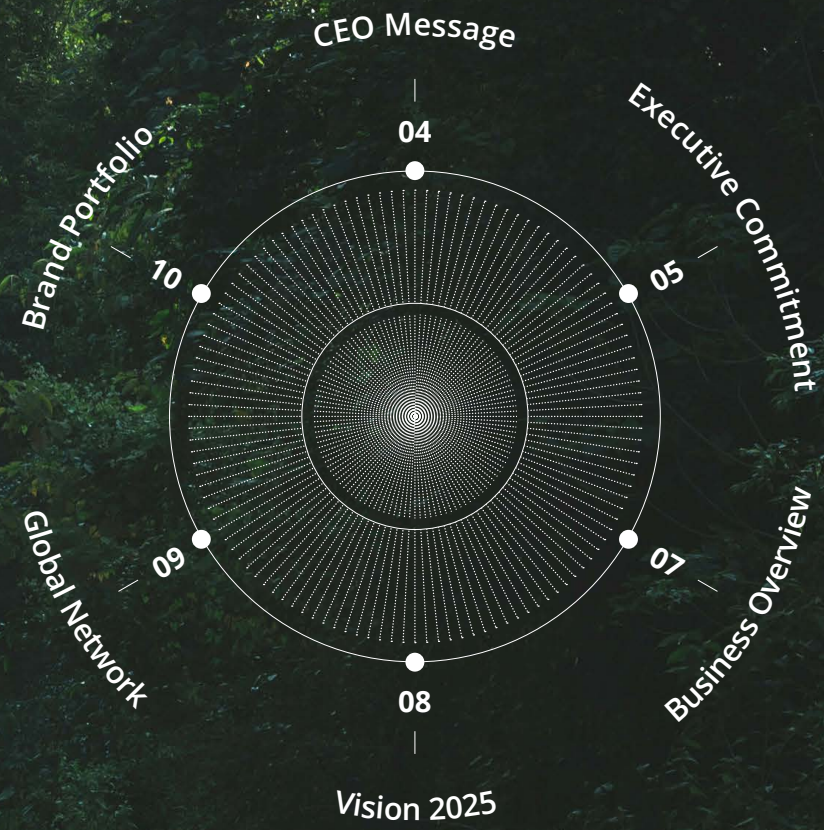 CEO Message
04
Executive Commitment
05
Business Overview
07
Vision 2025
08
Global Network
09
Brand Portfolio
10